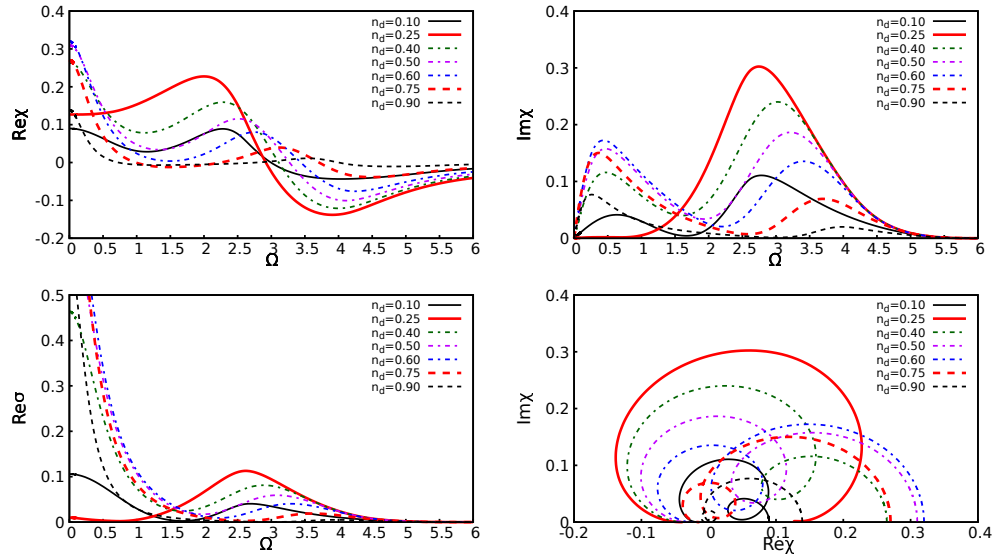 0.4
0.3
0.2
0.1
0
-0.1
-0.2
0 0.5 1 1.5 2 2.5 3 3.5 4 4.5 5 5.5 6
Reχ
Ω
n_d=0.10
n_d=0.25
n_d=0.40
n_d=0.50
n_d=0.60
n_d=0.75
n_d=0.90
0.4
0.3
0.2
0.1
0
0 0.5 1 1.5 2 2.5 3 3.5 4 4.5 5 5.5 6
Imχ
Ω
n_d=0.10
n_d=0.25
n_d=0.40
n_d=0.50
n_d=0.60
n_d=0.75
n_d=0.90
0.5
0.4
0.3
0.2
0.1
0
0 0.5 1 1.5 2 2.5 3 3.5 4 4.5 5 5.5 6
Reσ
Ω
n_d=0.10
n_d=0.25
n_d=0.40
n_d=0.50
n_d=0.60
n_d=0.75
n_d=0.90
0.4
0.3
0.2
0.1
0
-0.2 -0.1 0 0.1 0.2 0.3 0.4
Imχ
Reχ
n_d=0.10
n_d=0.25
n_d=0.40
n_d=0.50
n_d=0.60
n_d=0.75
n_d=0.90